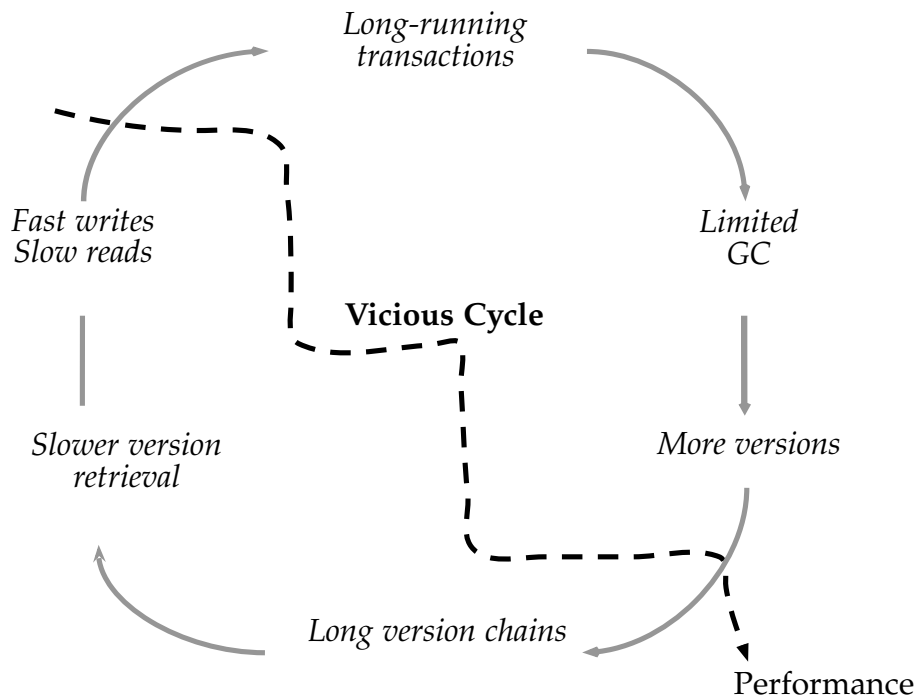 Long-running
transactions
Fast writes
Slow reads
Limited
GC
Vicious Cycle
Slower version
retrieval
More versions
Long version chains
Performance